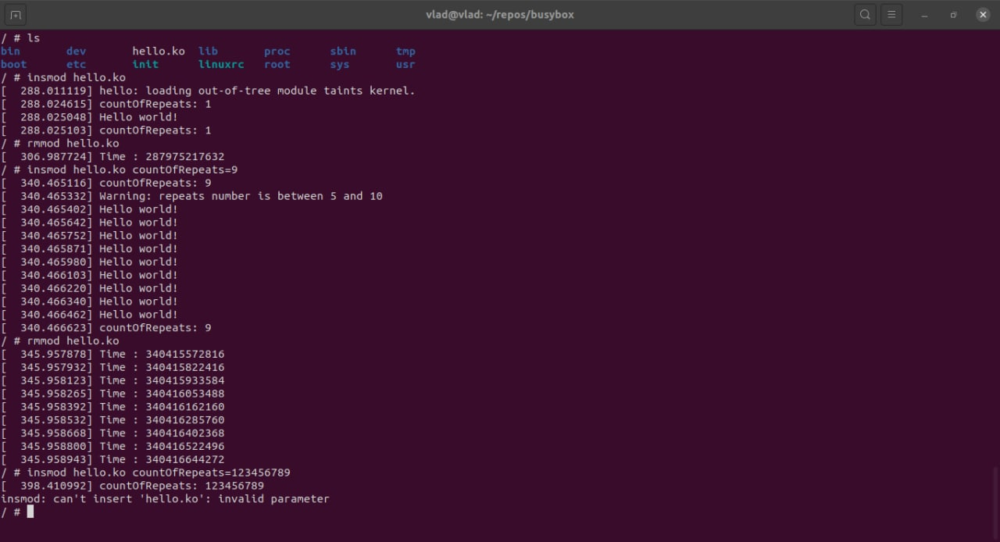 vlad@vlad: ~/repos/busybox
/ # ls
bin       dev       hello.ko  lib       proc      sbin      tmp
boot      etc       init      linuxrc   root      sys       usr
/ # insmod hello.ko
[  288.011119] hello: loading out-of-tree module taints kernel.
[  288.024615] countOfRepeats: 1
[  288.025048] Hello world!
[  288.025103] countOfRepeats: 1
/ # rmmod hello.ko
[  306.987724] Time : 287975217632
/ # insmod hello.ko countOfRepeats=9
[  340.465116] countOfRepeats: 9
[  340.465332] Warning: repeats number is between 5 and 10
[  340.465402] Hello world!
[  340.465642] Hello world!
[  340.465752] Hello world!
[  340.465871] Hello world!
[  340.465980] Hello world!
[  340.466103] Hello world!
[  340.466220] Hello world!
[  340.466340] Hello world!
[  340.466462] Hello world!
[  340.466623] countOfRepeats: 9
/ # rmmod hello.ko
[  345.957878] Time : 340415572816
[  345.957932] Time : 340415822416
[  345.958123] Time : 340415933584
[  345.958265] Time : 340416053488
[  345.958392] Time : 340416162160
[  345.958532] Time : 340416285760
[  345.958668] Time : 340416402368
[  345.958800] Time : 340416522496
[  345.958943] Time : 340416644272
/ # insmod hello.ko countOfRepeats=123456789
[  398.410992] countOfRepeats: 123456789
insmod: can't insert 'hello.ko': invalid parameter
/ #